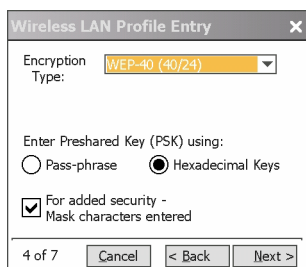 Wireless LAN Profile Entry
Encryption Type: WEP-40 (40/24)
Enter Preshared Key (PSK) using:
Pass-phrase Hexadecimal Keys
For added security -
Mask characters entered
4 of 7 Cancel < Back Next >